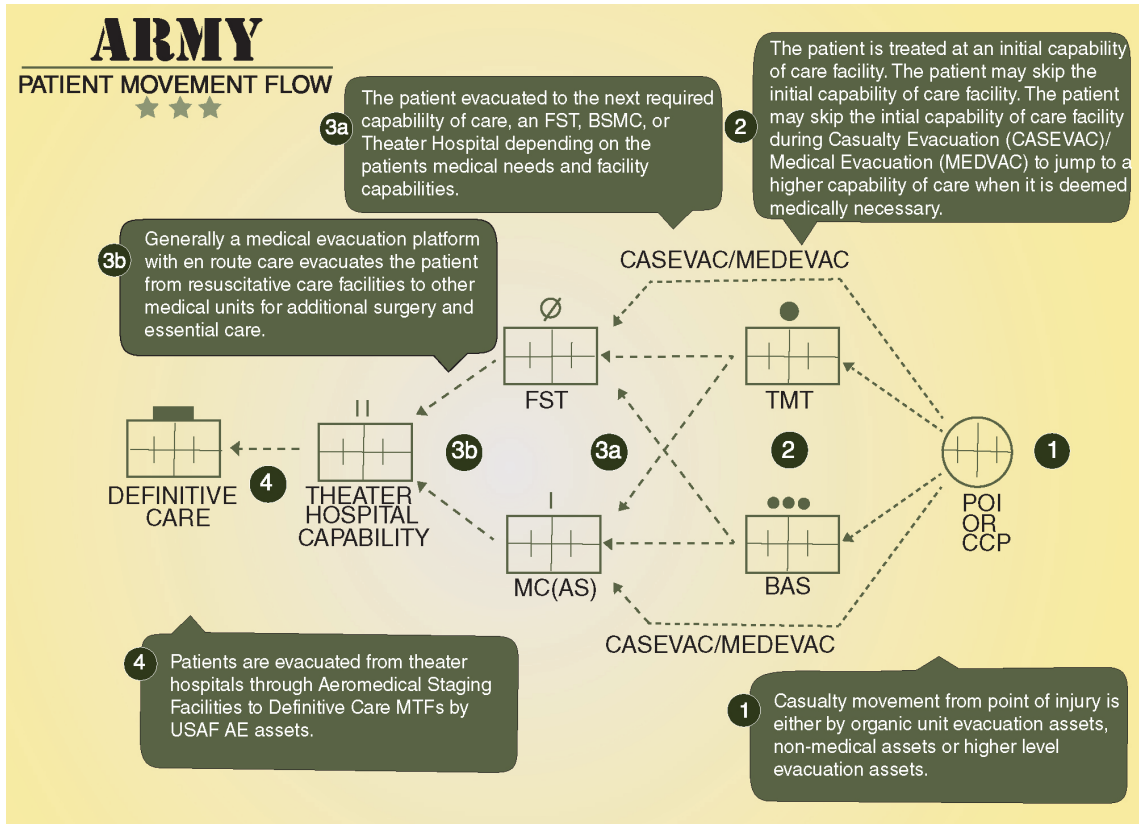 ARMY
PATIENT MOVEMENT FLOW
3a
The patient evacuated to the next required
capabililty of care, an FST, BSMC, or
Theater Hospital depending on the
patients medical needs and facility
capabilities.
2
The patient is treated at an initial capability
of care facility. The patient may skip the
initial capability of care facility. The patient
may skip the intial capability of care facility
during Casualty Evacuation (CASEVAC)/
Medical Evacuation (MEDVAC) to jump to a
higher capability of care when it is deemed
medically necessary.
3b
Generally a medical evacuation platform
with en route care evacuates the patient
from resuscitative care facilities to other
medical units for additional surgery and
essential care.
CASEVAC/MEDEVAC
FST
TMT
DEFINITIVE
CARE
4
THEATER
HOSPITAL
CAPABILITY
3b
3a
2
1
POI
OR
CCP
MC(AS)
BAS
CASEVAC/MEDEVAC
4
Patients are evacuated from theater
hospitals through Aeromedical Staging
Facilities to Definitive Care MTFs by
USAF AE assets.
1
Casualty movement from point of injury is
either by organic unit evacuation assets,
non-medical assets or higher level
evacuation assets.